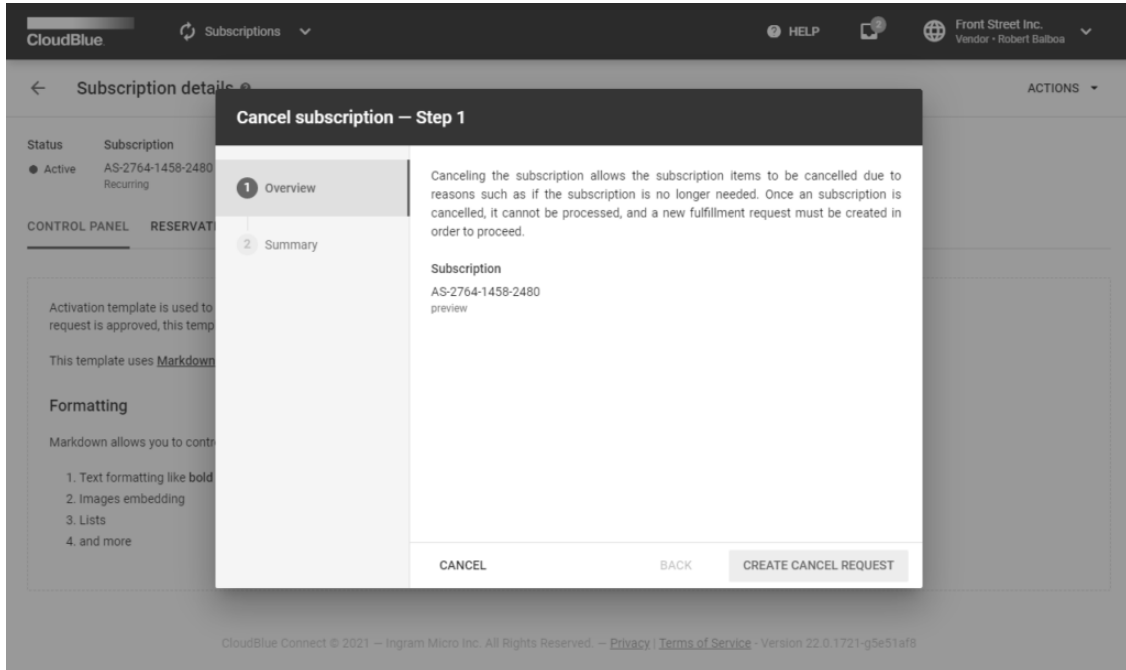 CloudBlue.
Subscriptions
HELP
2
Front Street Inc.
Vendor • Robert Balboa
Subscription details
ACTIONS
Status
Subscription
Active
AS-2764-1458-2480
Recurring
CONTROL PANEL
RESERVATI
Activation template is used to
request is approved, this temp
This template uses Markdown
Formatting
Markdown allows you to contr
1. Text formatting like bold
2. Images embedding
3. Lists
4. and more
Cancel subscription — Step 1
1 Overview
2 Summary
Canceling the subscription allows the subscription items to be cancelled due to
reasons such as if the subscription is no longer needed. Once an subscription is
cancelled, it cannot be processed, and a new fulfillment request must be created in
order to proceed.
Subscription
AS-2764-1458-2480
preview
CANCEL
BACK
CREATE CANCEL REQUEST
CloudBlue Connect © 2021 — Ingram Micro Inc. All Rights Reserved. — Privacy | Terms of Service - Version 22.0.1721-g5e51af8